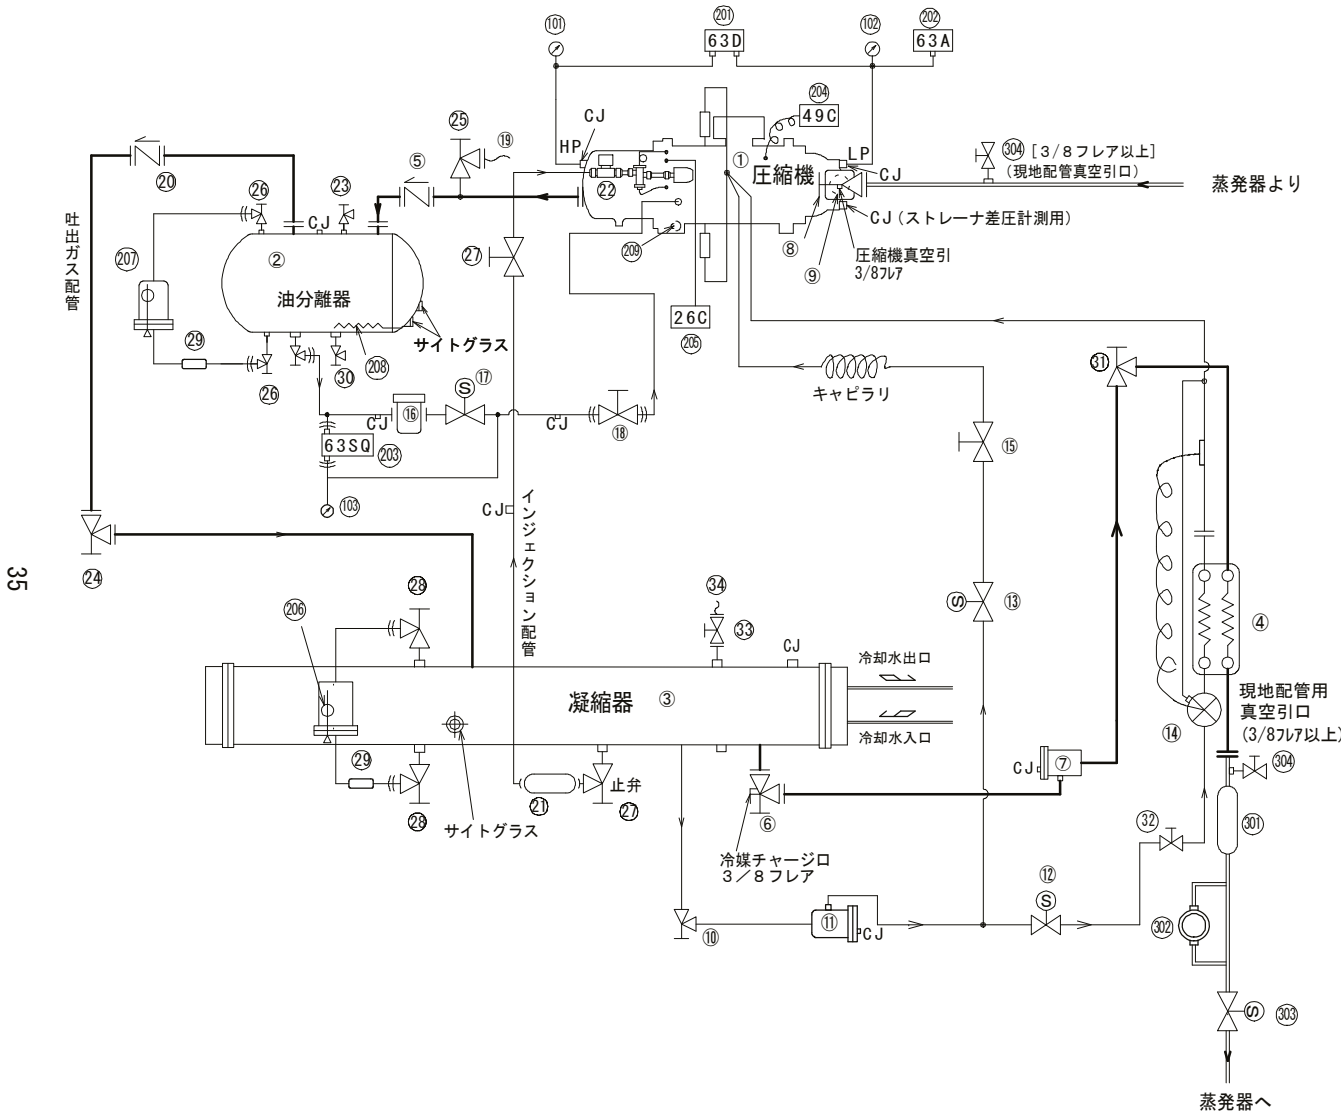 101
201
63D
102
202
63A
CJ
HP
25
19
5
20
26
23
CJ
吐出ガス配管
207
2
油分離器
サイトグラス
29
26
30
208
22
1
圧縮機
204
49C
LP
CJ
304 [3/8フレア以上]
(現地配管真空引口)
蒸発器より
CJ(ストレーナ差圧計測用)
圧縮機真空引
3/8フレア
8
9
209
26C
205
27
17
S
16
CJ
CJ
18
63SQ
203
103
キャピラリ
15
31
インジェクション配管
CJ
24
35
28
206
34
33
CJ
S
13
4
凝縮器 3
冷却水出口
冷却水入口
14
現地配管用
真空引口
(3/8フレア以上)
304
29
28
サイトグラス
21
止弁
27
6
冷媒チャージ口
3/8フレア
CJ
7
32
301
10
11
CJ
12
S
302
S
303
蒸発器へ